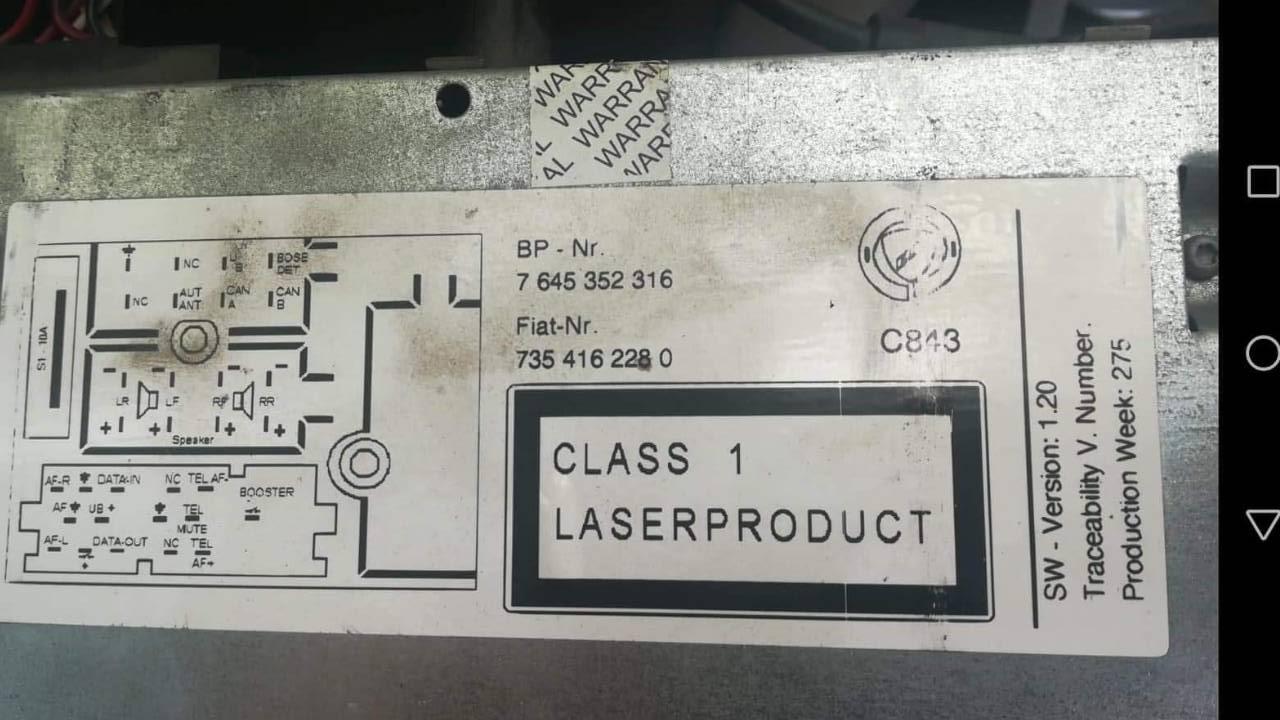 WARR
WARR
WARRAN
AL WARRA
WARR
NC
BOSE
DET
NC
AUT
ANT
CAN
A
CAN
B
S1 - 10A
LR
LF
RR
Speaker
AF-R
DATA-IN
NC
TEL AF-
BOOSTER
AF
UB +
TEL
MUTE
AF-L
DATA-OUT
NC
TEL
AF+
BP - Nr.
7 645 352 316
Fiat-Nr.
735 416 228 0
C843
CLASS 1
LASERPRODUCT
SW - Version: 1.20
Traceability V. Number.
Production Week: 275